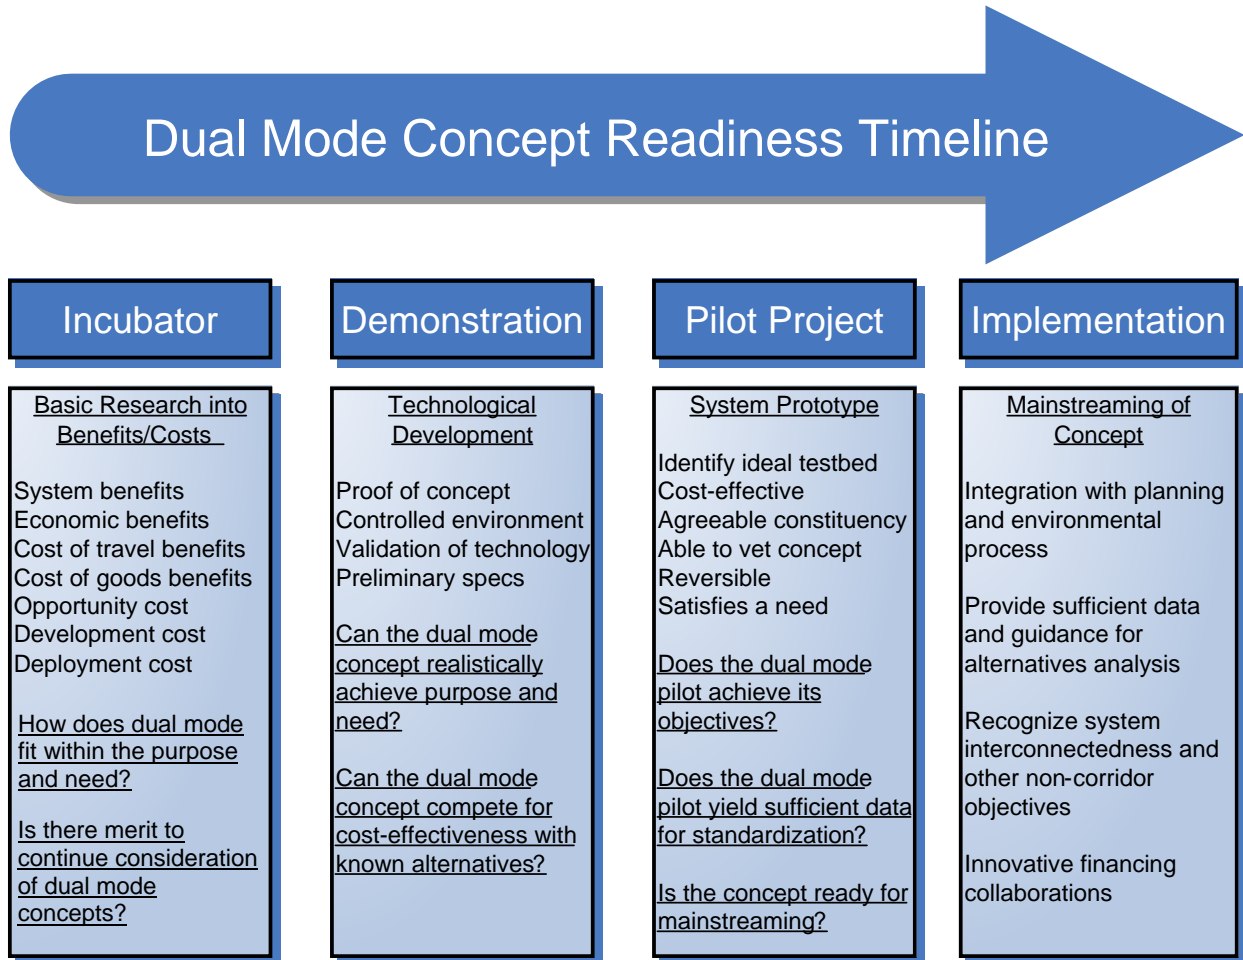 Dual Mode Concept Readiness Timeline
Incubator
Basic Research into
Benefits/Costs
System benefits
Economic benefits
Cost of travel benefits
Cost of goods benefits
Opportunity cost
Development cost
Deployment cost
How does dual mode
fit within the purpose
and need?
Is there merit to
continue consideration
of dual mode
concepts?
Demonstration
Technological
Development
Proof of concept
Controlled environment
Validation of technology
Preliminary specs
Can the dual mode
concept realistically
achieve purpose and
need?
Can the dual mode
concept compete for
cost-effectiveness with
known alternatives?
Pilot Project
System Prototype
Identify ideal testbed
Cost-effective
Agreeable constituency
Able to vet concept
Reversible
Satisfies a need
Does the dual mode
pilot achieve its
objectives?
Does the dual mode
pilot yield sufficient data
for standardization?
Is the concept ready for
mainstreaming?
Implementation
Mainstreaming of
Concept
Integration with planning
and environmental
process
Provide sufficient data
and guidance for
alternatives analysis
Recognize system
interconnectedness and
other non-corridor
objectives
Innovative financing
collaborations